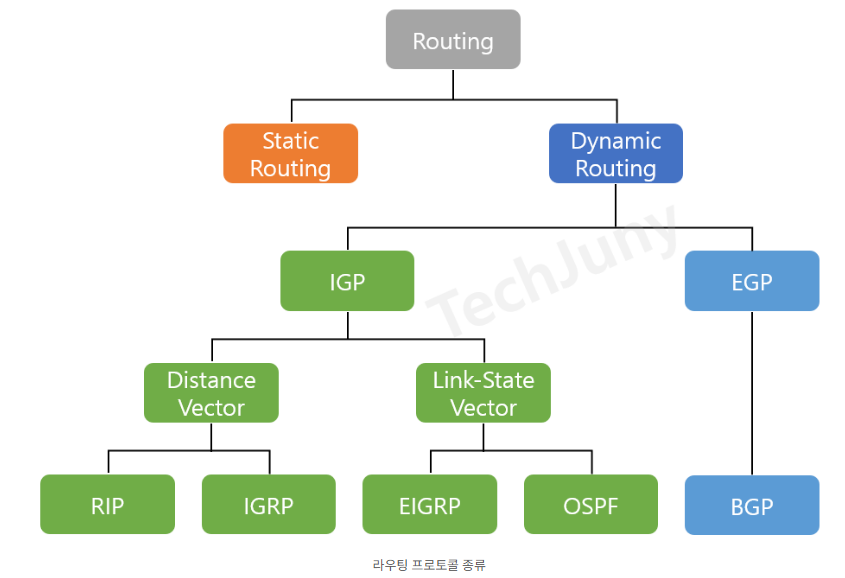 Routing
Static
Routing
Dynamic
Routing
IGP
EGP
TechJuny
Distance
Vector
Link-State
Vector
RIP
IGRP
EIGRP
OSPF
BGP
라우팅 프로토콜 종류